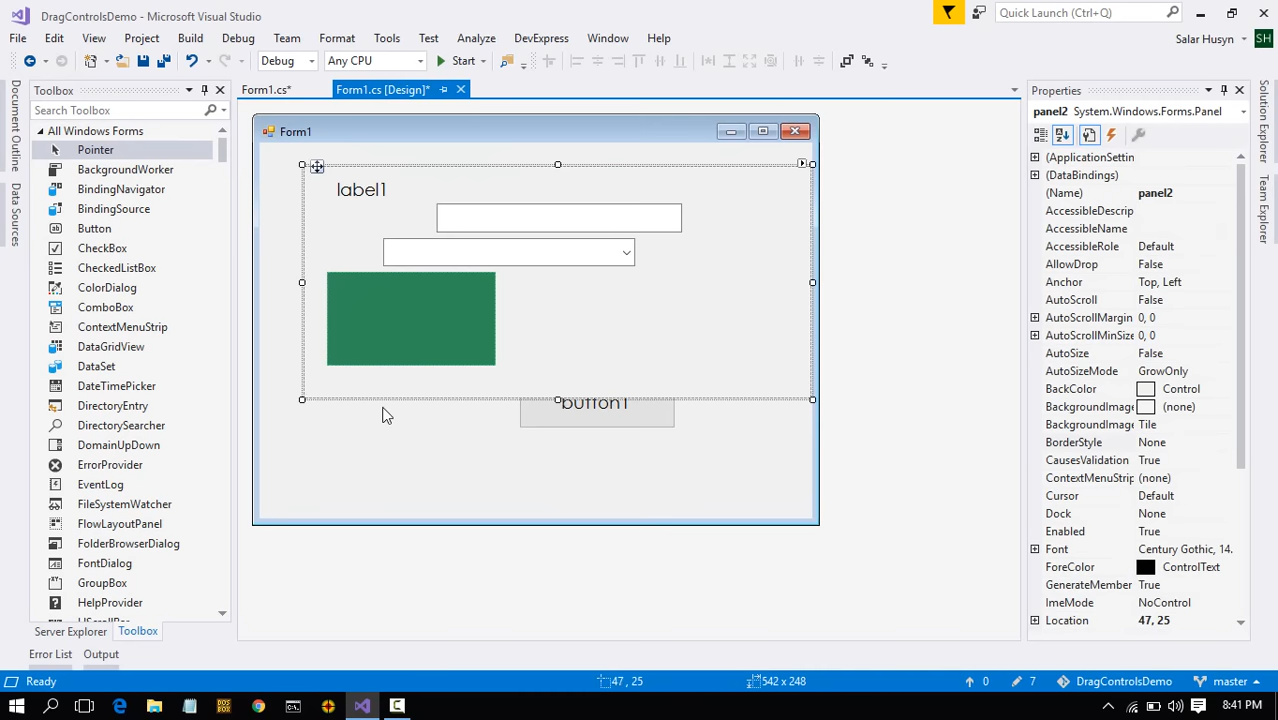 DragControlsDemo - Microsoft Visual Studio
Quick Launch (Ctrl+Q)
File Edit View Project Build Debug Team Format Tools Test Analyze DevExpress Window Help
Salar Husyn SH
Debug Any CPU Start
Document Outline
Data Sources
Toolbox
Search Toolbox
All Windows Forms
Pointer
BackgroundWorker
BindingNavigator
BindingSource
Button
CheckBox
CheckedListBox
ColorDialog
ComboBox
ContextMenuStrip
DataGridView
DataSet
DateTimePicker
DirectoryEntry
DirectorySearcher
DomainUpDown
ErrorProvider
EventLog
FileSystemWatcher
FlowLayoutPanel
FolderBrowserDialog
FontDialog
GroupBox
HelpProvider
Server Explorer Toolbox
Error List Output
Form1.cs* Form1.cs [Design]*
Form1
label1
button1
Properties
panel2 System.Windows.Forms.Panel
(ApplicationSettin
(DataBindings)
(Name) panel2
AccessibleDescrip
AccessibleName
AccessibleRole Default
AllowDrop False
Anchor Top, Left
AutoScroll False
AutoScrollMargin 0, 0
AutoScrollMinSize 0, 0
AutoSize False
AutoSizeMode GrowOnly
BackColor Control
BackgroundImage (none)
BackgroundImage Tile
BorderStyle None
CausesValidation True
ContextMenuStrip (none)
Cursor Default
Dock None
Enabled True
Font Century Gothic, 14.
ForeColor ControlText
GenerateMember True
ImeMode NoControl
Location 47, 25
Solution Explorer
Team Explorer
Ready 47, 25 542 x 248 0 7 DragControlsDemo master
8:41 PM